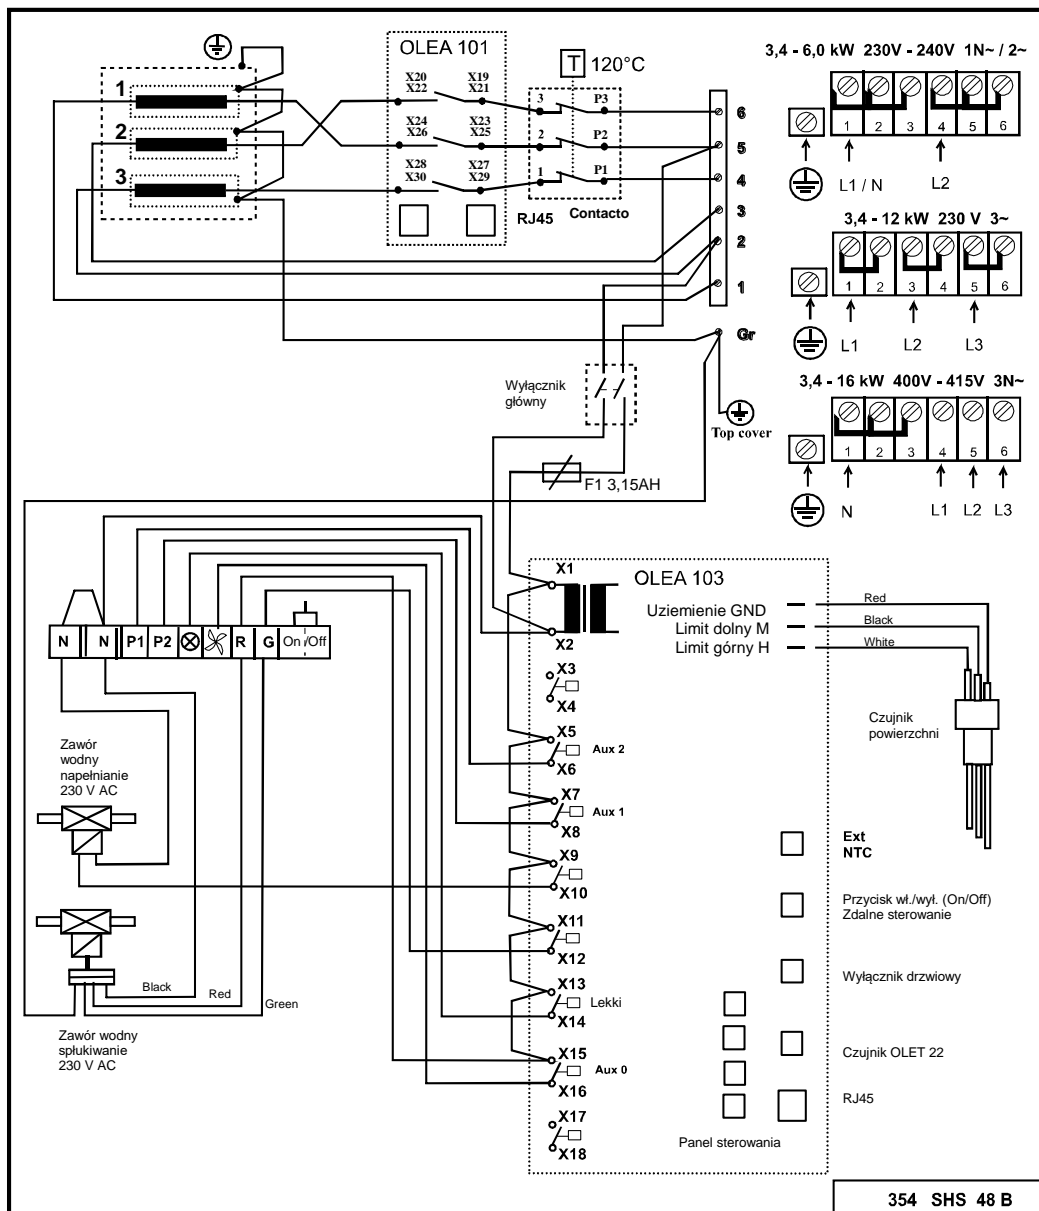 OLEA 101
T 120°C
3,4 - 6,0 kW 230V - 240V 1N~ / 2~
1
2
3
X20 X19
X22 X21
X24 X23
X26 X25
X28 X27
X30 X29
3 P3
2 P2
1 P1
RJ45
Contacto
6
5
4
3
2
1
Gr
1 2 3 4 5 6
L1 / N L2
3,4 - 12 kW 230 V 3~
1 2 3 4 5 6
L1 L2 L3
3,4 - 16 kW 400V - 415V 3N~
1 2 3 4 5 6
N L1 L2 L3
Wyłącznik
główny
Top cover
F1 3,15AH
N N P1 P2 R G On/Off
Zawór
wodny
napełnianie
230 V AC
Black
Red
Green
Zawór wodny
spłukiwanie
230 V AC
OLEA 103
X1
X2
X3
X4
X5
Aux 2
X6
X7
Aux 1
X8
X9
X10
X11
X12
X13
Lekki
X14
X15
Aux 0
X16
X17
X18
Uziemienie GND
Limit dolny M
Limit górny H
Red
Black
White
Czujnik
powierzchni
Ext
NTC
Przycisk wł./wył. (On/Off)
Zdalne sterowanie
Wyłącznik drzwiowy
Czujnik OLET 22
RJ45
Panel sterowania
354 SHS 48 B